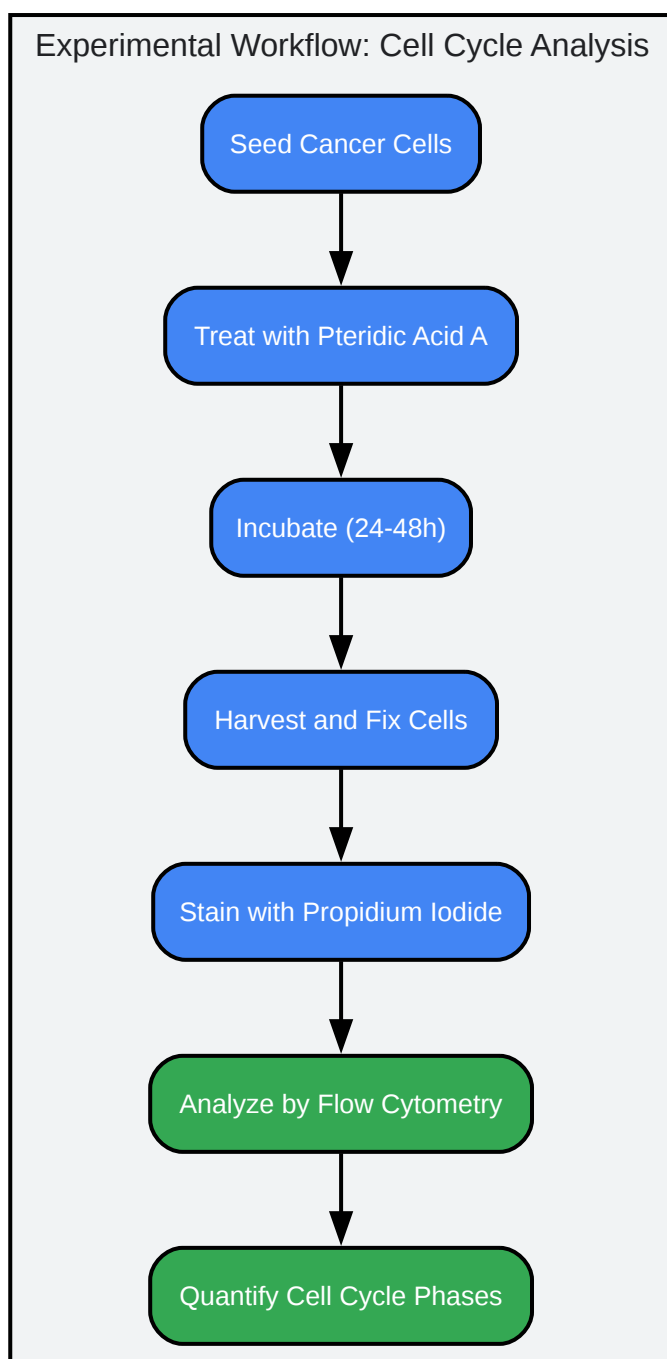 Experimental Workflow: Cell Cycle Analysis
Seed Cancer Cells
Treat with Pteridic Acid A
Incubate (24-48h)
Harvest and Fix Cells
Stain with Propidium Iodide
Analyze by Flow Cytometry
Quantify Cell Cycle Phases